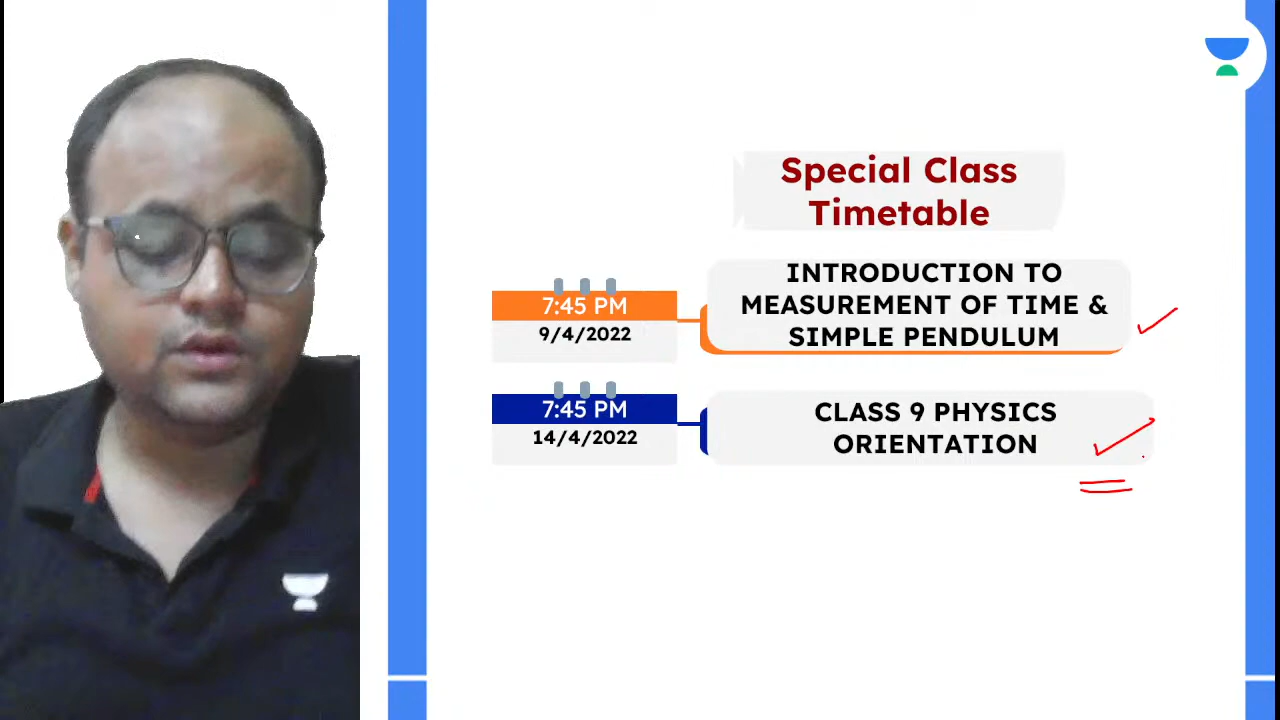 Special Class
Timetable
7:45 PM
9/4/2022
INTRODUCTION TO
MEASUREMENT OF TIME &
SIMPLE PENDULUM
7:45 PM
14/4/2022
CLASS 9 PHYSICS
ORIENTATION